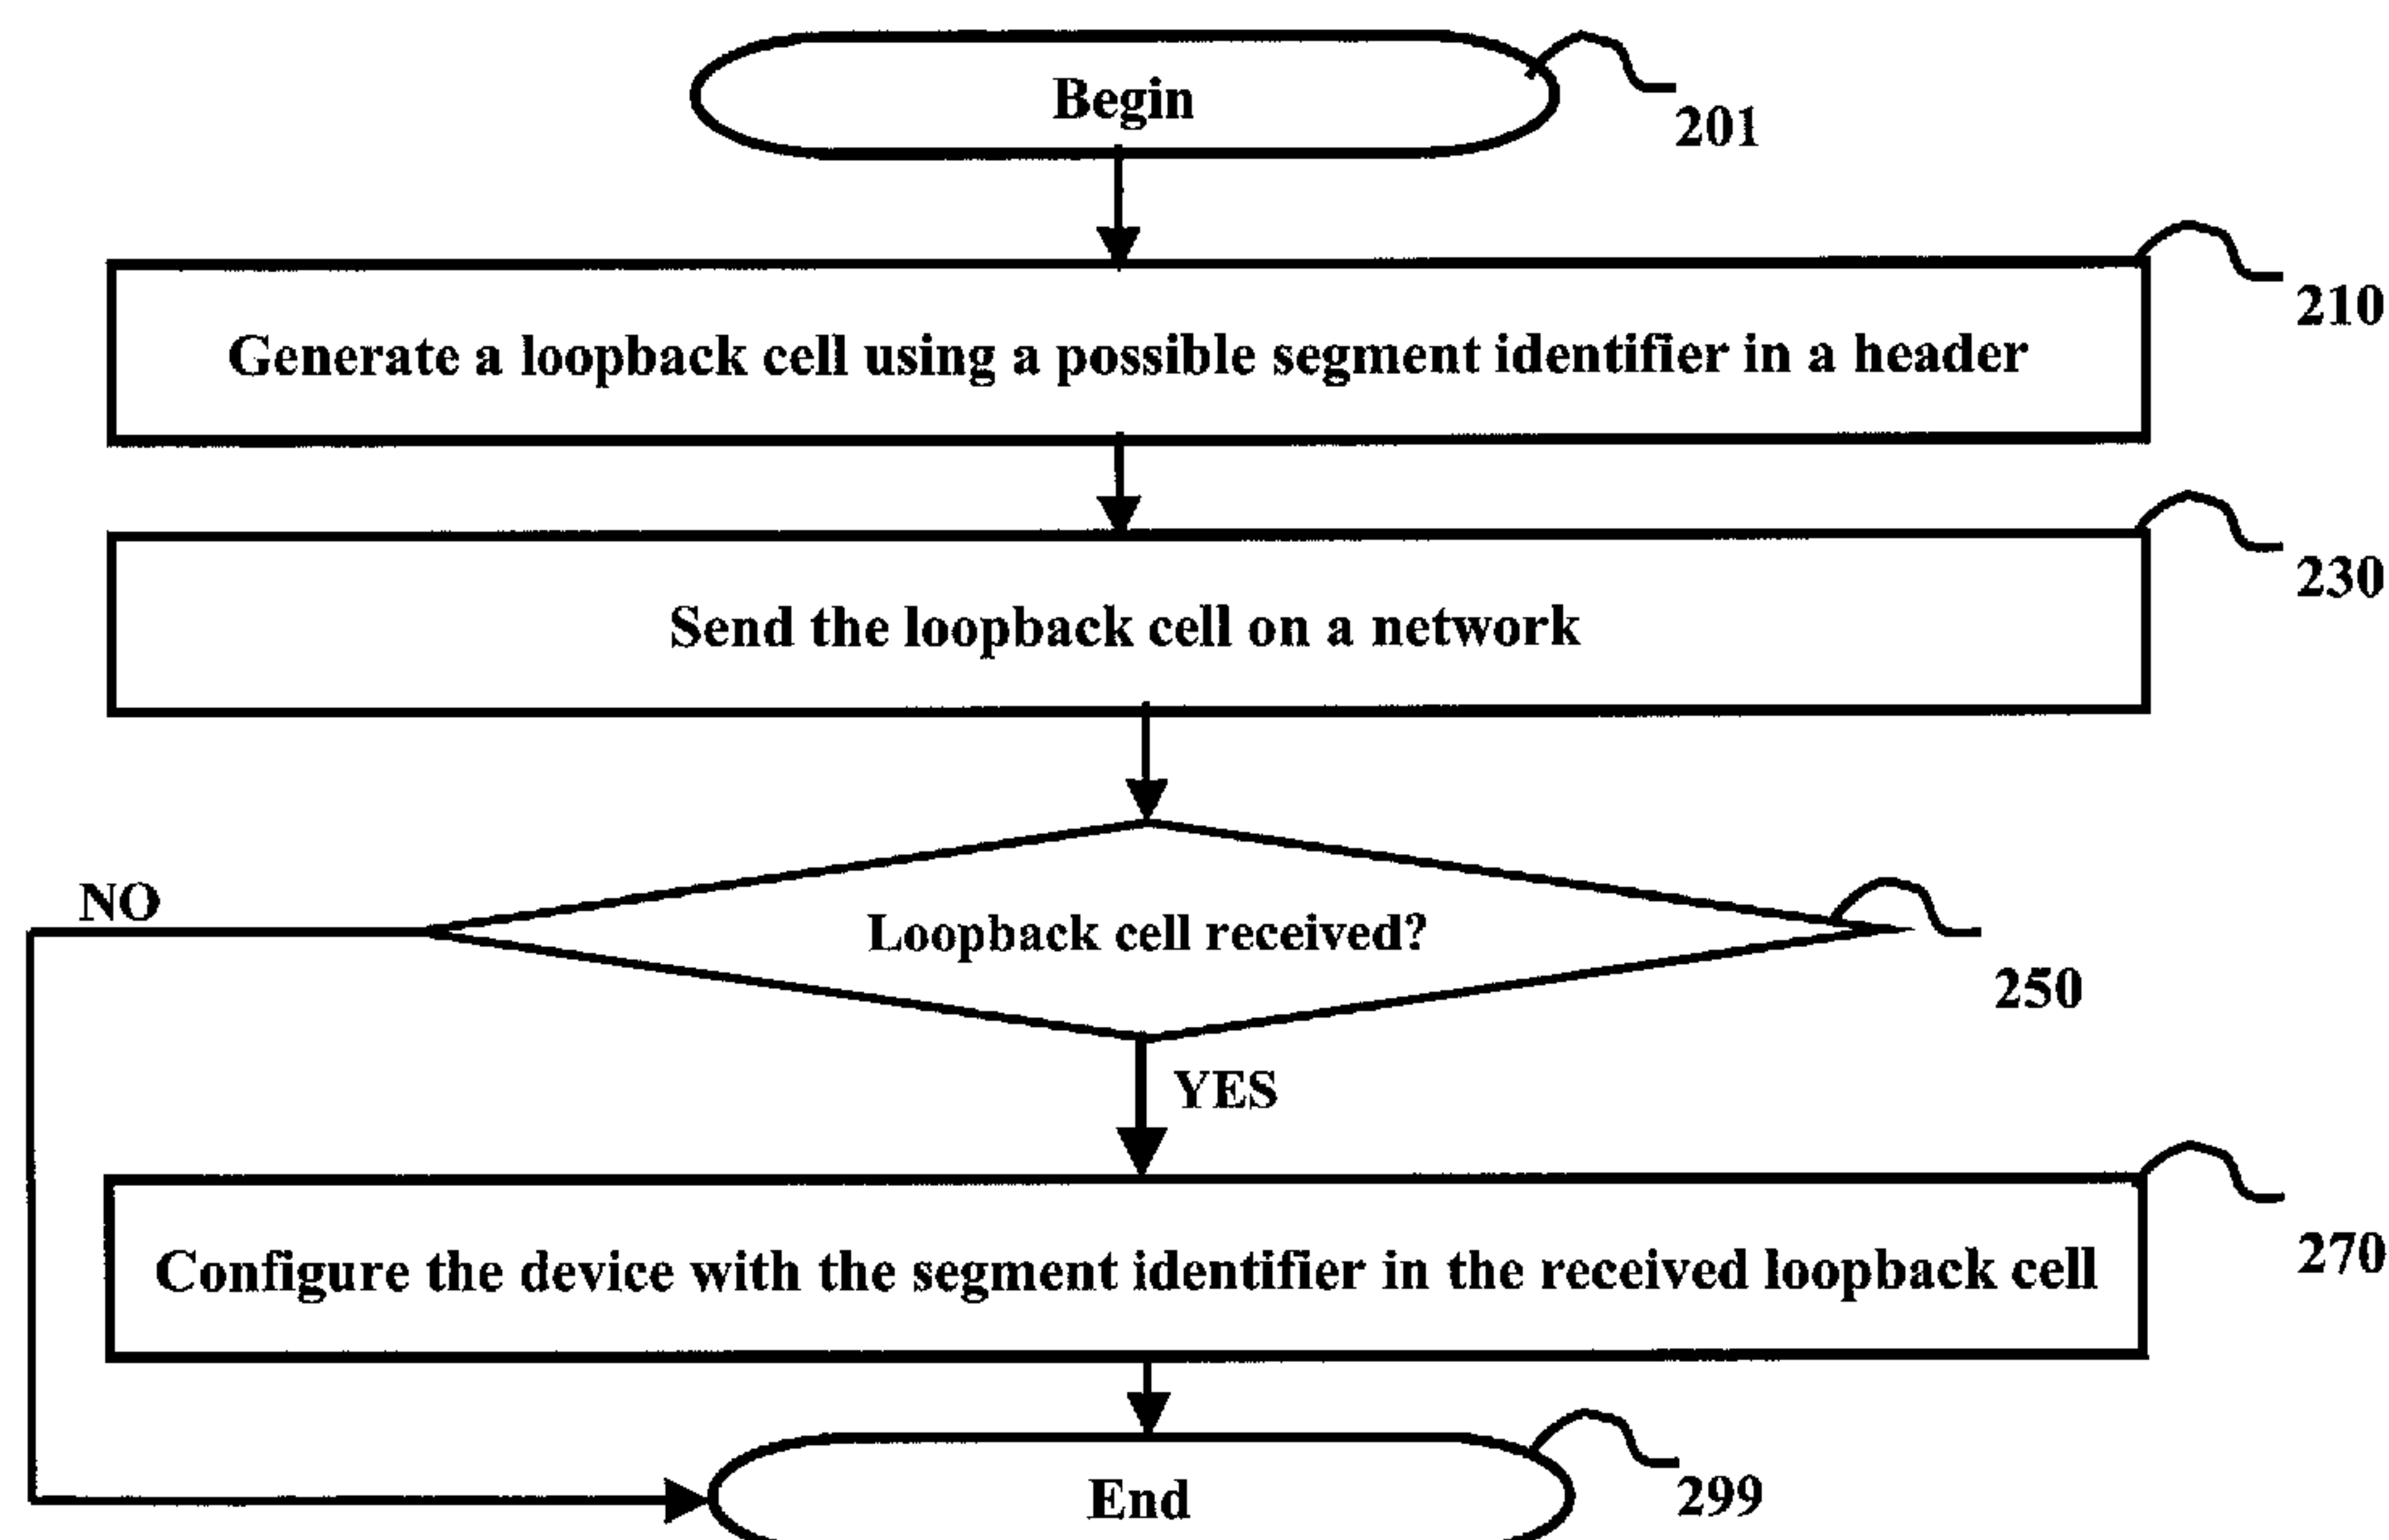 Begin
201
210
Generate a loopback cell using a possible segment identifier in a header
230
Send the loopback cell on a network
NO
Loopback cell received?
250
YES
270
Configure the device with the segment identifier in the received loopback cell
End
299